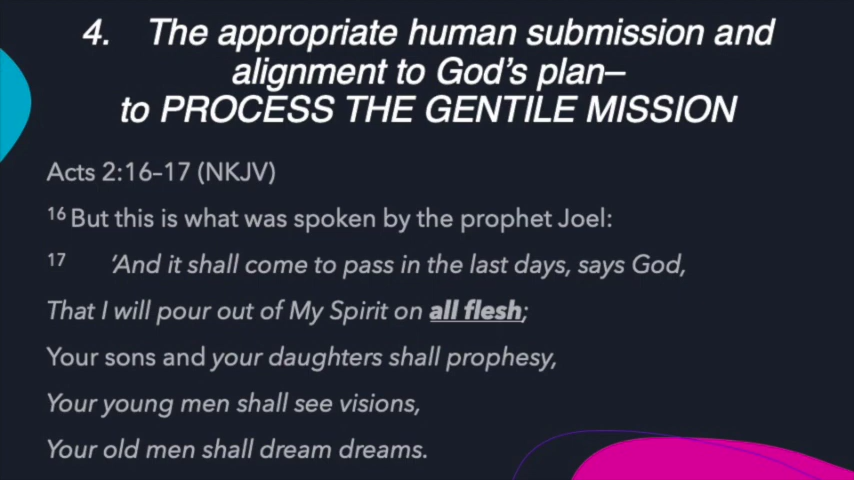 4. The appropriate human submission and
alignment to God's plan–
to PROCESS THE GENTILE MISSION
Acts 2:16–17 (NKJV)
16 But this is what was spoken by the prophet Joel:
17 'And it shall come to pass in the last days, says God,
That I will pour out of My Spirit on all flesh;
Your sons and your daughters shall prophesy,
Your young men shall see visions,
Your old men shall dream dreams.